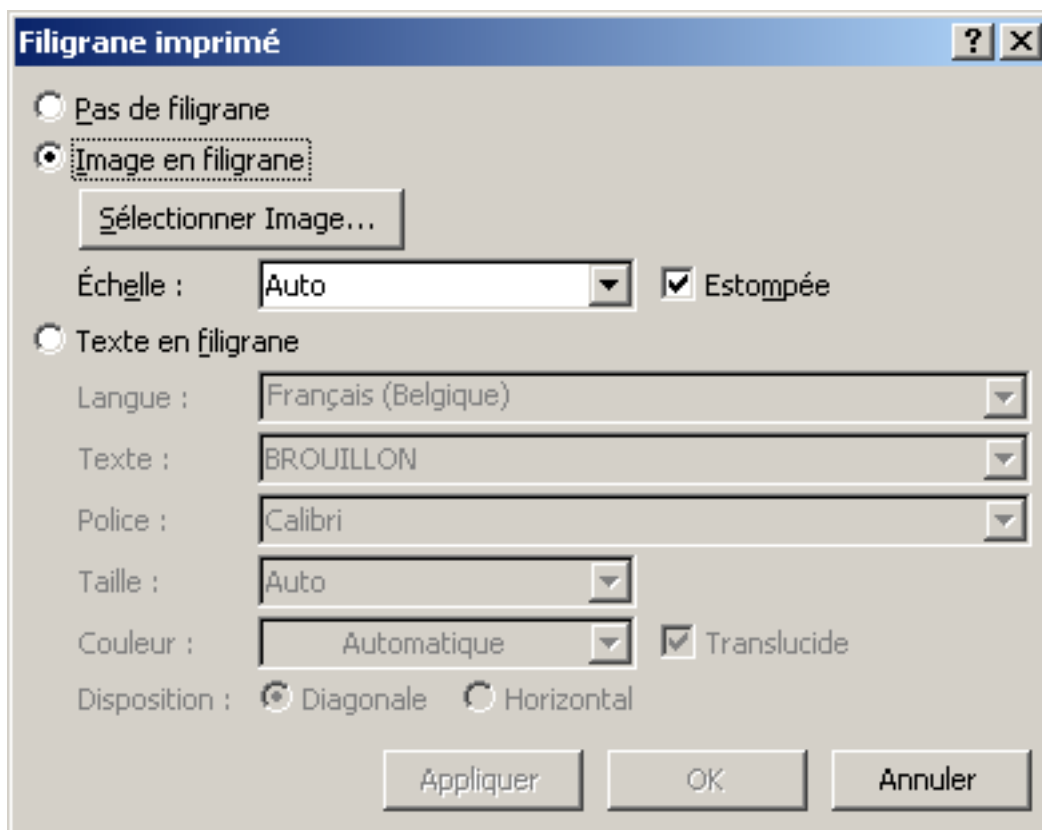 Filigrane imprimé
Pas de filigrane
Image en filigrane
Sélectionner Image...
Échelle : Auto Estompée
Texte en filigrane
Langue : Français (Belgique)
Texte : BROUILLON
Police : Calibri
Taille : Auto
Couleur : Automatique Translucide
Disposition : Diagonale Horizontal
Appliquer OK Annuler